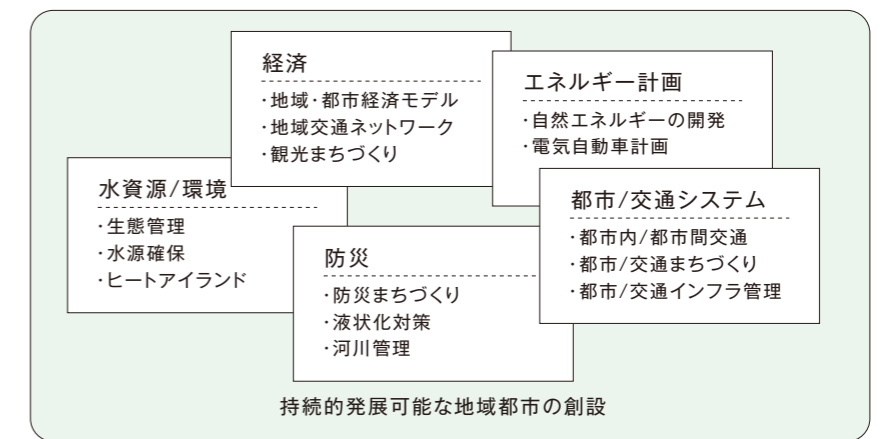 経済
・地域・都市経済モデル
・地域交通ネットワーク
・観光まちづくり
エネルギー計画
・自然エネルギーの開発
・電気自動車計画
水資源/環境
・生態管理
・水源確保
・ヒートアイランド
防災
・防災まちづくり
・液状化対策
・河川管理
都市/交通システム
・都市内/都市間交通
・都市/交通まちづくり
・都市/交通インフラ管理
持続的発展可能な地域都市の創設